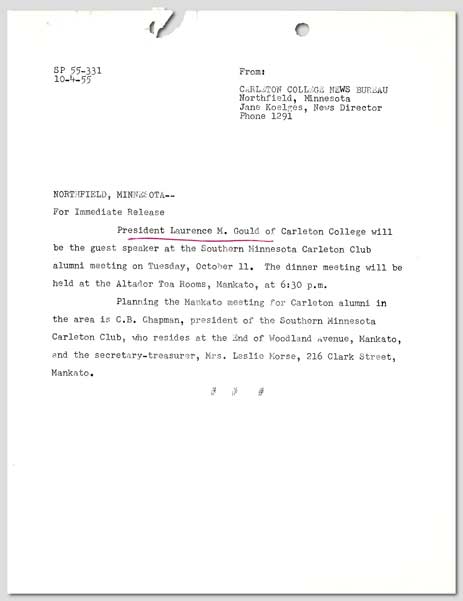 SP 55-331
10-4-55
From:
CARLETON COLLEGE NEWS BUREAU
Northfield, Minnesota
Jane Koelges, News Director
Phone 1291
NORTHFIELD, MINNESOTA--
For Immediate Release
President Laurence M. Gould of Carleton College will
be the guest speaker at the Southern Minnesota Carleton Club
alumni meeting on Tuesday, October 11. The dinner meeting will be
held at the Altador Tea Rooms, Mankato, at 6:30 p.m.
Planning the Mankato meeting for Carleton alumni in
the area is C.B. Chapman, president of the Southern Minnesota
Carleton Club, who resides at the End of Woodland Avenue, Mankato,
and the secretary-treasurer, Mrs. Leslie Morse, 216 Clark Street,
Mankato.
# # #